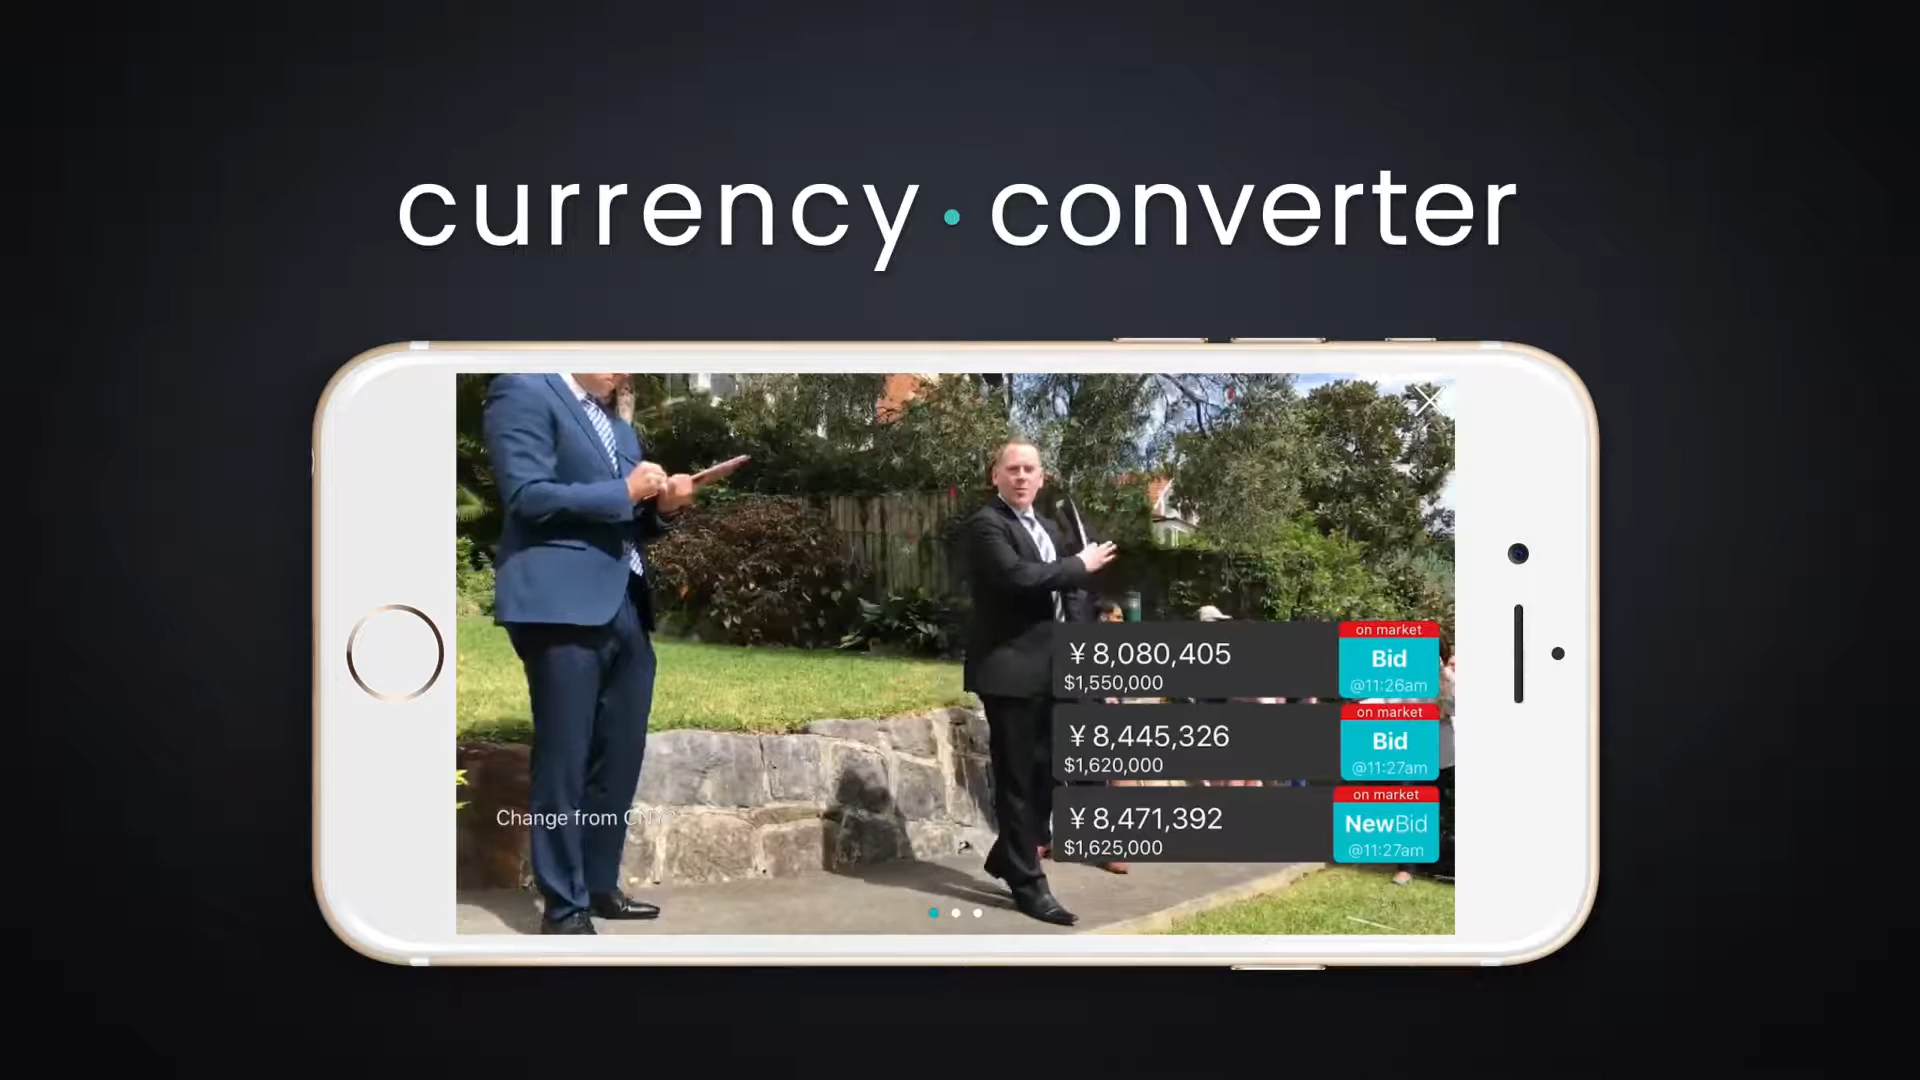 currency·converter
on market
¥ 8,080,405
Bid
$1,550,000
@11:26am
on market
¥ 8,445,326
Bid
$1,620,000
@11:27am
on market
¥ 8,471,392
NewBid
$1,625,000
@11:27am
Change from CNY